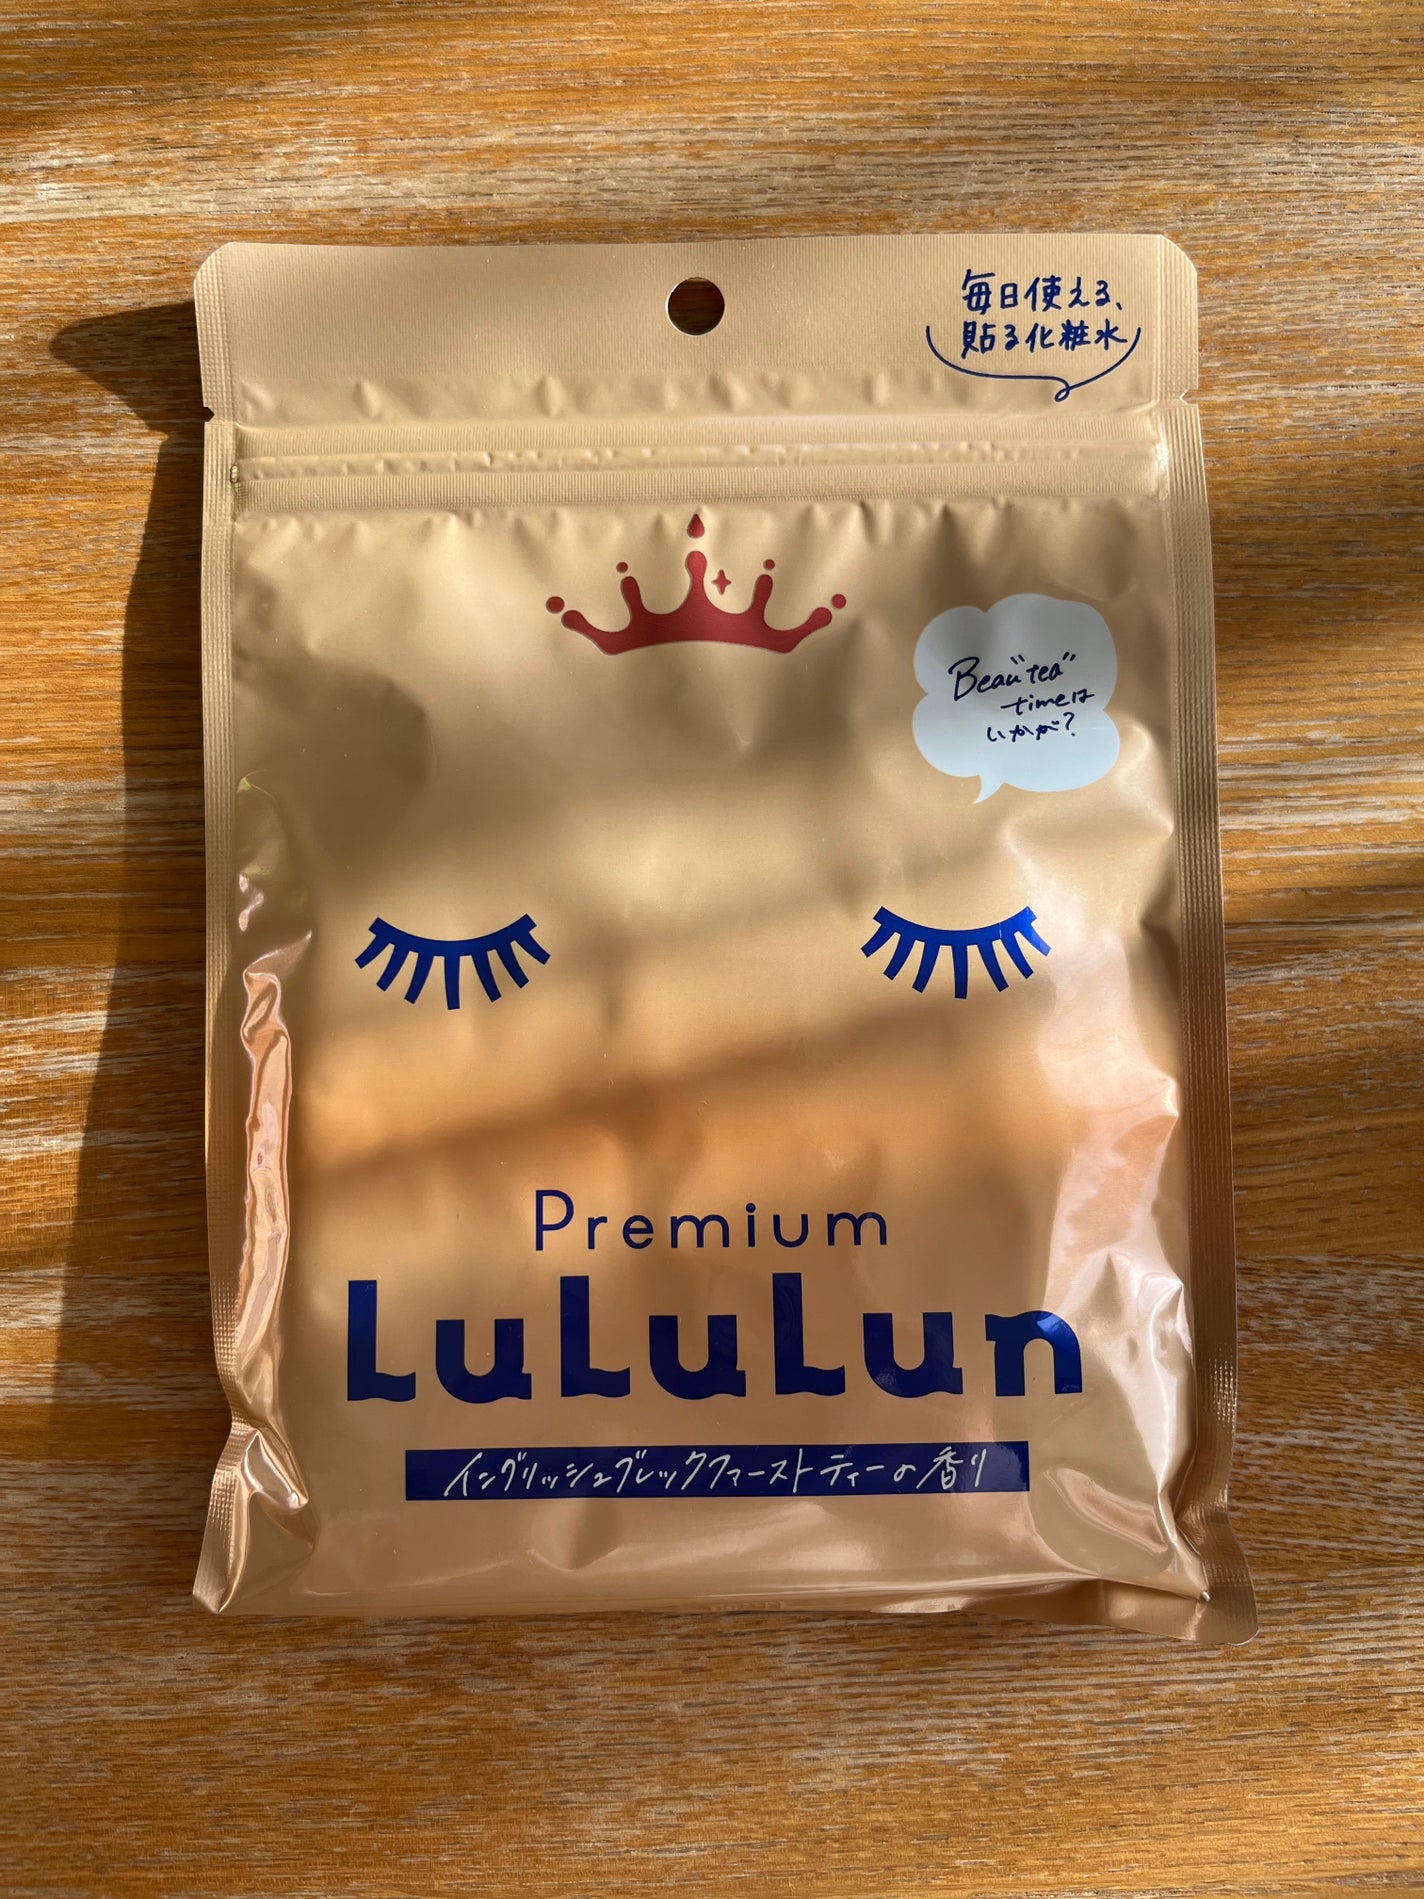 毎日使える、
貼る化粧水
Beau"tea"
timeは
いかが?
Premium
LuLuLun
イングリッシュブレックファーストティーの香り